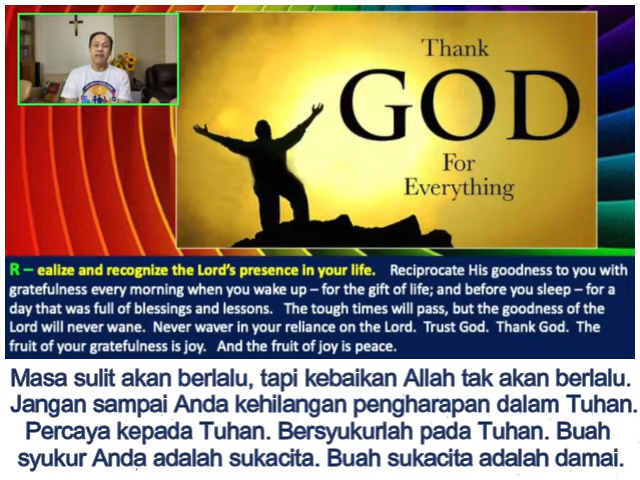 Thank
GOD
For
Everything
R – ealize and recognize the Lord's presence in your life. Reciprocate His goodness to you with
gratefulness every morning when you wake up – for the gift of life; and before you sleep – for a
day that was full of blessings and lessons. The tough times will pass, but the goodness of the
Lord will never wane. Never waver in your reliance on the Lord. Trust God. Thank God. The
fruit of your gratefulness is joy. And the fruit of joy is peace.
Masa sulit akan berlalu, tapi kebaikan Allah tak akan berlalu.
Jangan sampai Anda kehilangan pengharapan dalam Tuhan.
Percaya kepada Tuhan. Bersyukurlah pada Tuhan. Buah
syukur Anda adalah sukacita. Buah sukacita adalah damai.